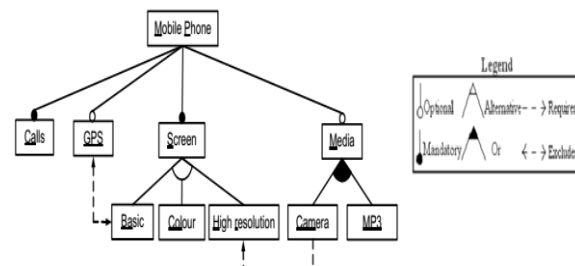 Mobile Phone
Calls
GPS
Screen
Media
Basic
Colour
High resolution
Camera
MP3
Legend
Optional
Alternative
Requires
Mandatory
Or
Excludes